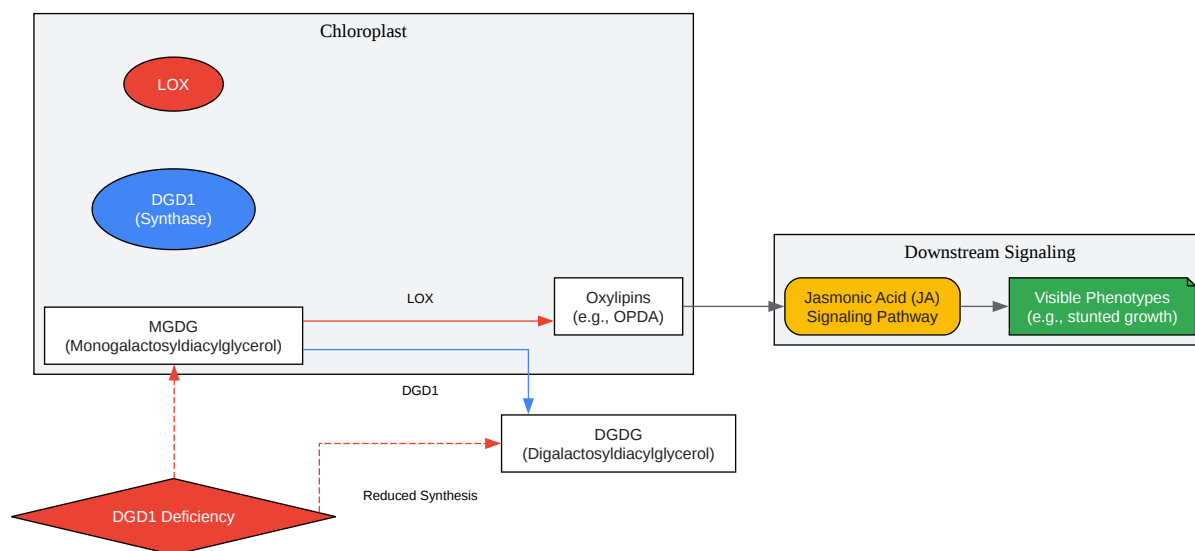 Chloroplast
LOX
DGD1
(Synthase)
Downstream Signaling
LOX
Oxylipins
(e.g., OPDA)
Jasmonic Acid (JA)
Signaling Pathway
Visible Phenotypes
(e.g., stunted growth)
MGDG
(Monogalactosyldiacylglycerol)
DGD1
DGDG
(Digalactosyldiacylglycerol)
Reduced Synthesis
DGD1 Deficiency